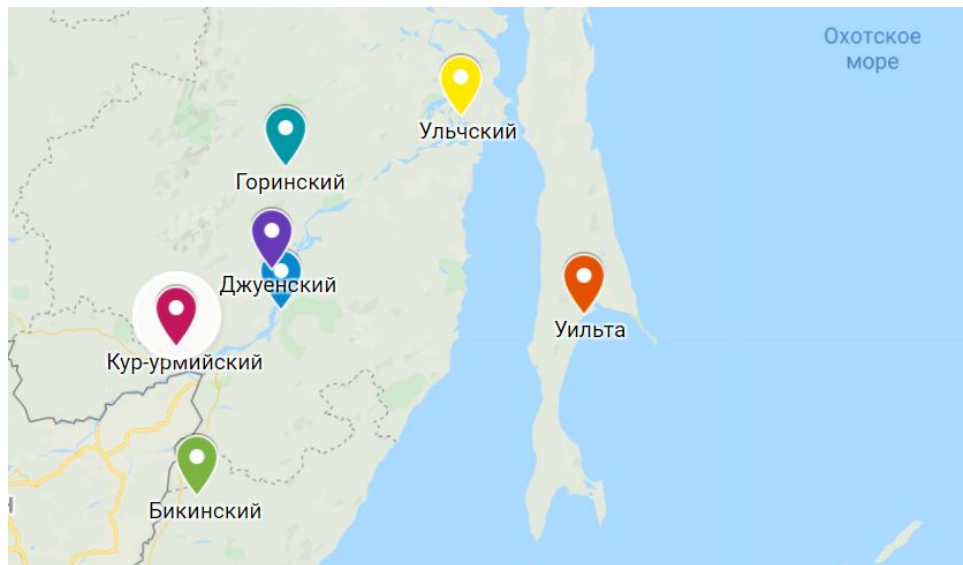 Охотское
море
Ульчский
Горинский
Джуенский
Уильта
Кур-урмийский
Бикинский